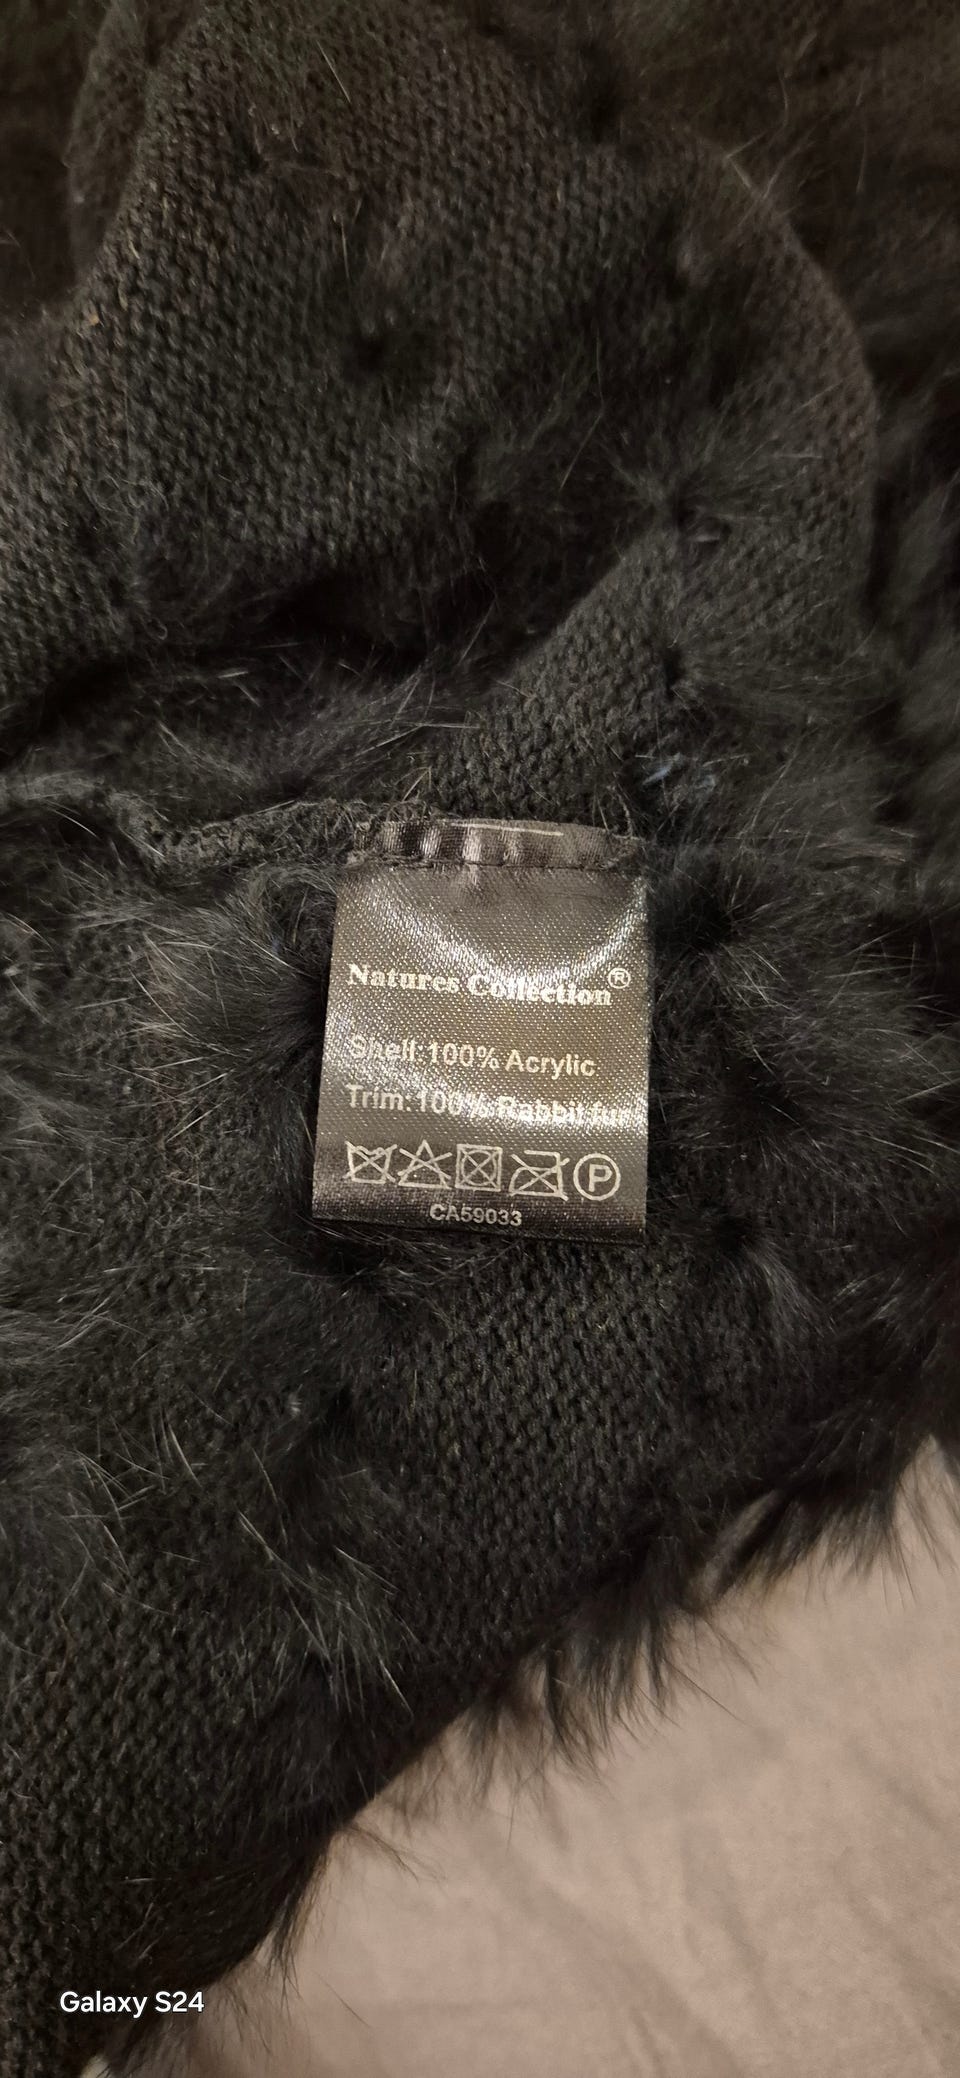 Natures Collection®
Shell:100% Acrylic
Trim:100% Rabbit fur
P
CA59033
Galaxy S24